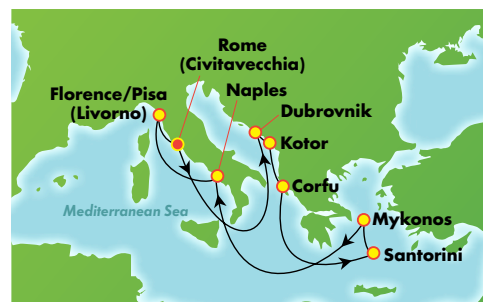 Rome
(Civitavecchia)
Florence/Pisa
(Livorno)
Naples
Dubrovnik
Kotor
Corfu
Mediterranean Sea
Mykonos
Santorini